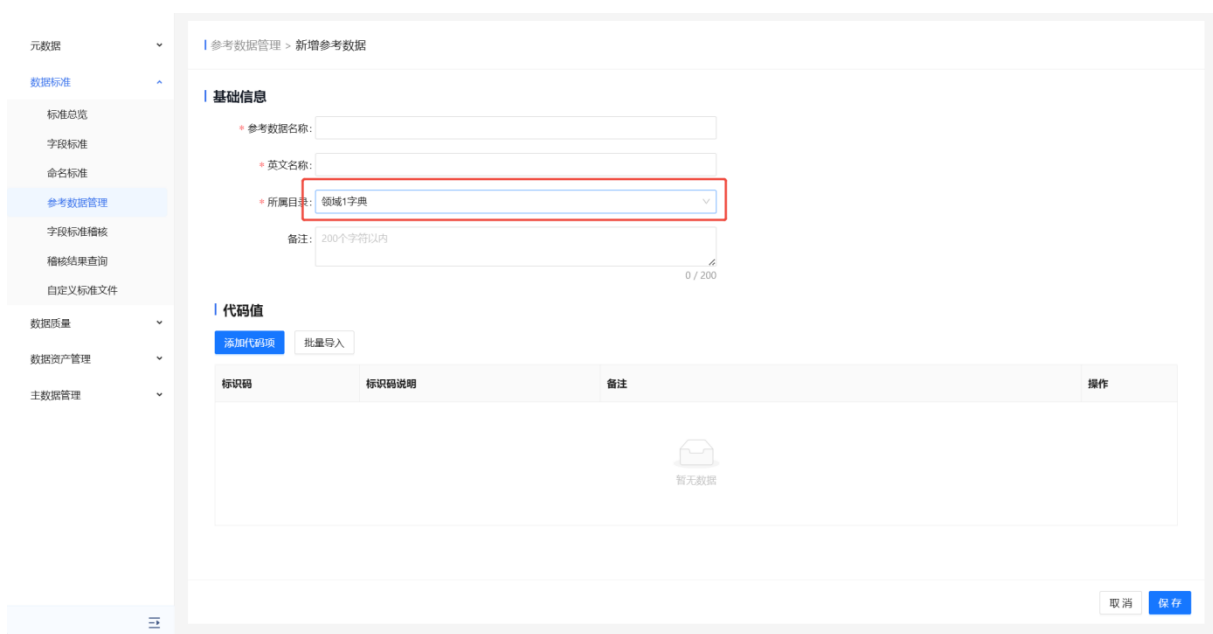 元数据
数据标准
标准总览
字段标准
命名标准
参考数据管理
字段标准稽核
稽核结果查询
自定义标准文件
数据质量
数据资产管理
主数据管理
参考数据管理 > 新增参考数据
基础信息
* 参考数据名称:
* 英文名称:
* 所属目录: 领域1字典
备注: 200个字符以内
0 / 200
代码值
添加代码项 批量导入
标识码 标识码说明 备注 操作
暂无数据
取消 保存